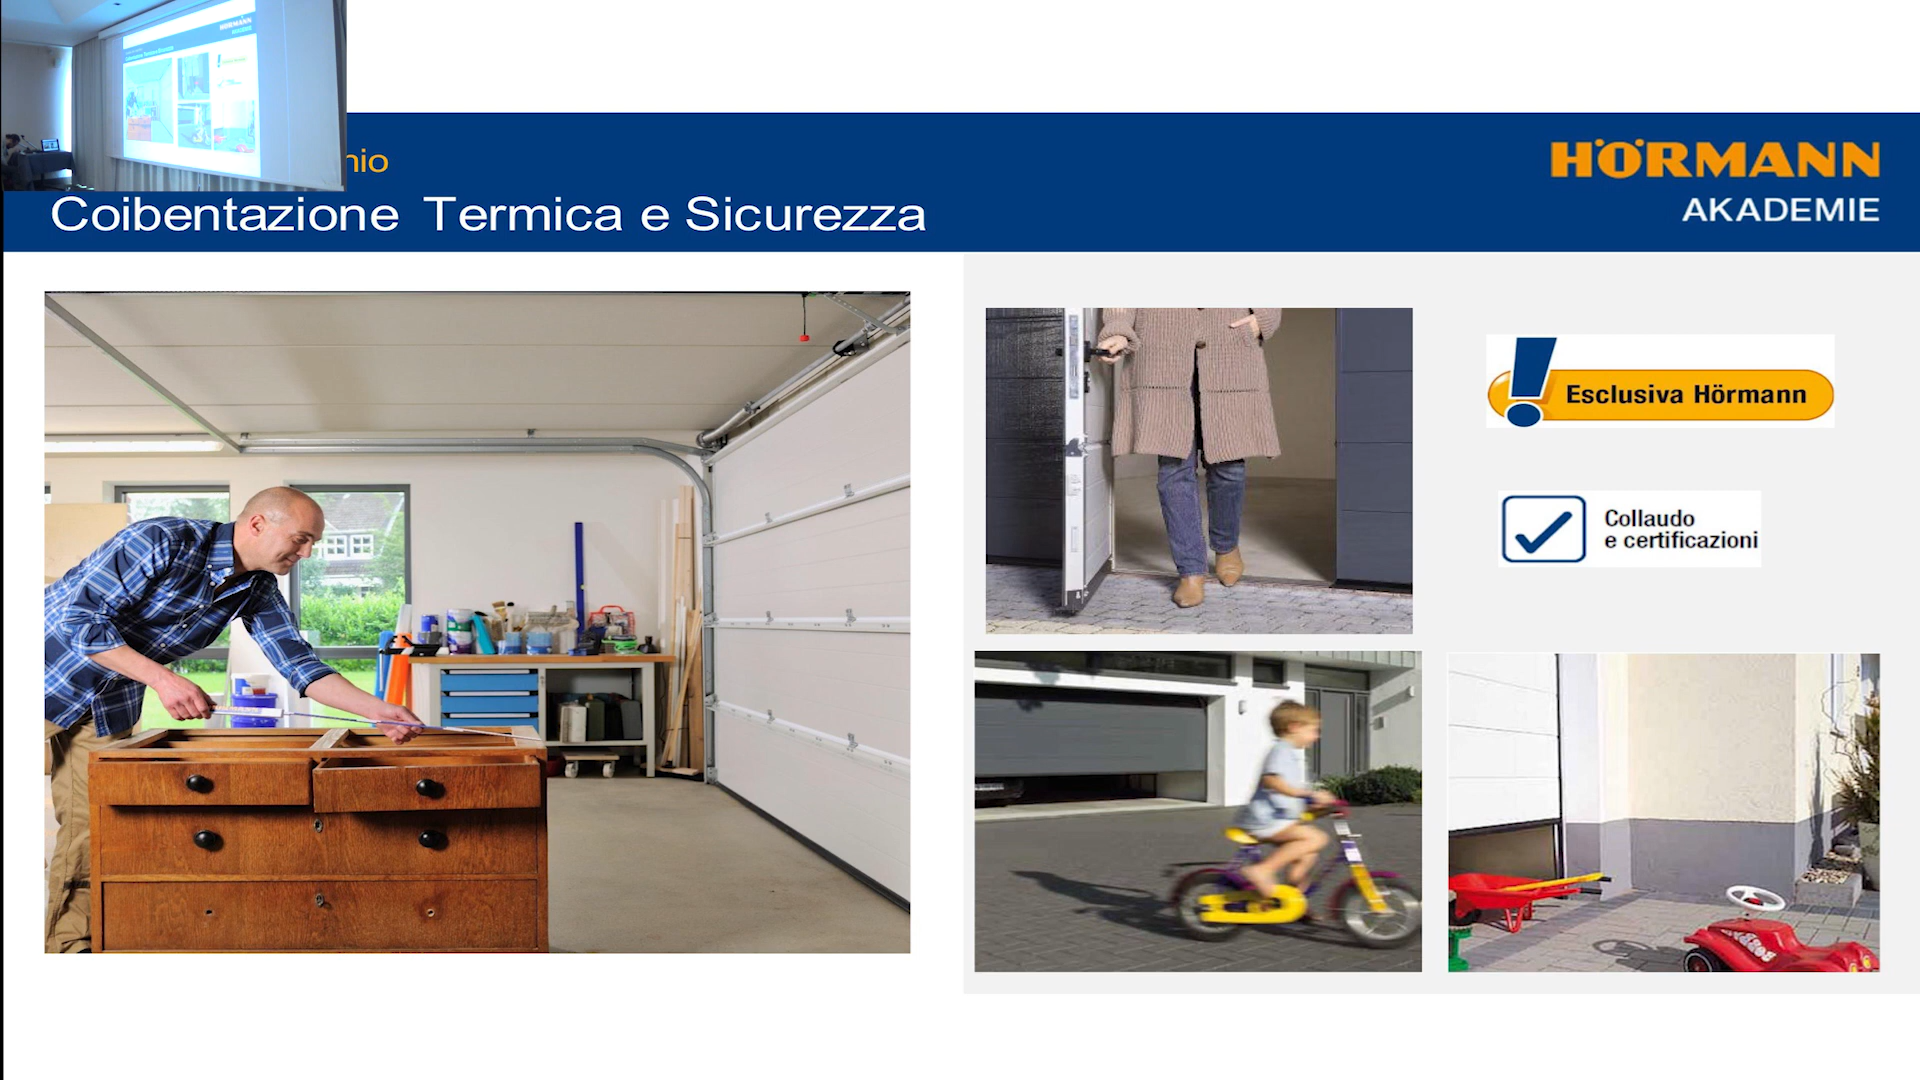 nio
Coibentazione Termica e Sicurezza
HÖRMANN
AKADEMIE
Esclusiva Hörmann
Collaudo
e certificazioni